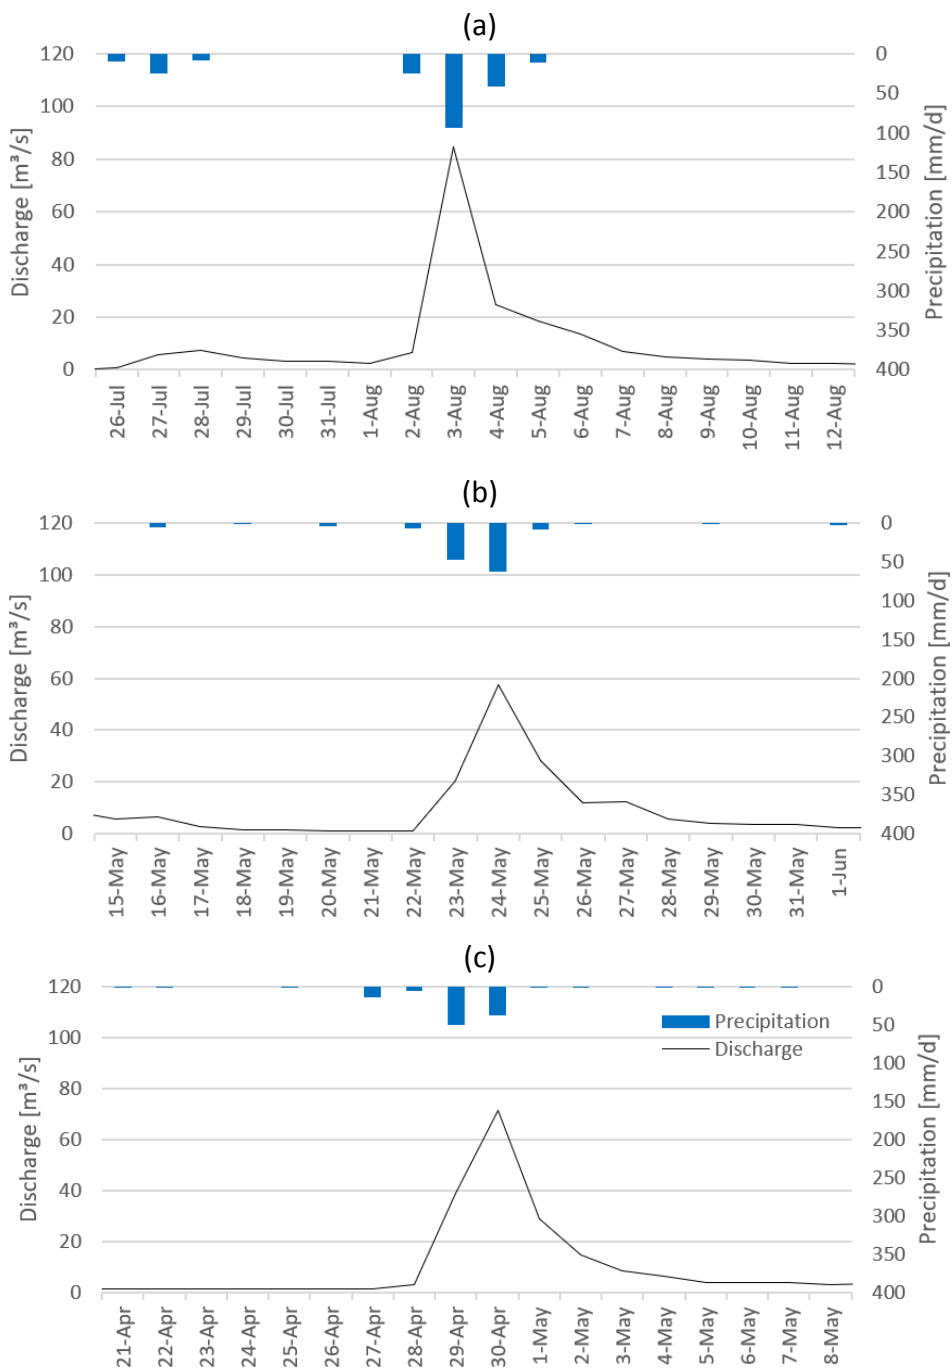 (a)
120
100
80
60
40
20
0
Discharge [m³/s]
0
50
100
150
200
250
300
350
400
Precipitation [mm/d]
26-Jul
27-Jul
28-Jul
29-Jul
30-Jul
31-Jul
1-Aug
2-Aug
3-Aug
4-Aug
5-Aug
6-Aug
7-Aug
8-Aug
9-Aug
10-Aug
11-Aug
12-Aug
(b)
120
100
80
60
40
20
0
Discharge [m³/s]
0
50
100
150
200
250
300
350
400
Precipitation [mm/d]
15-May
16-May
17-May
18-May
19-May
20-May
21-May
22-May
23-May
24-May
25-May
26-May
27-May
28-May
29-May
30-May
31-May
1-Jun
(c)
120
100
80
60
40
20
0
Discharge [m³/s]
Precipitation
Discharge
0
50
100
150
200
250
300
350
400
Precipitation [mm/d]
21-Apr
22-Apr
23-Apr
24-Apr
25-Apr
26-Apr
27-Apr
28-Apr
29-Apr
30-Apr
1-May
2-May
3-May
4-May
5-May
6-May
7-May
8-May